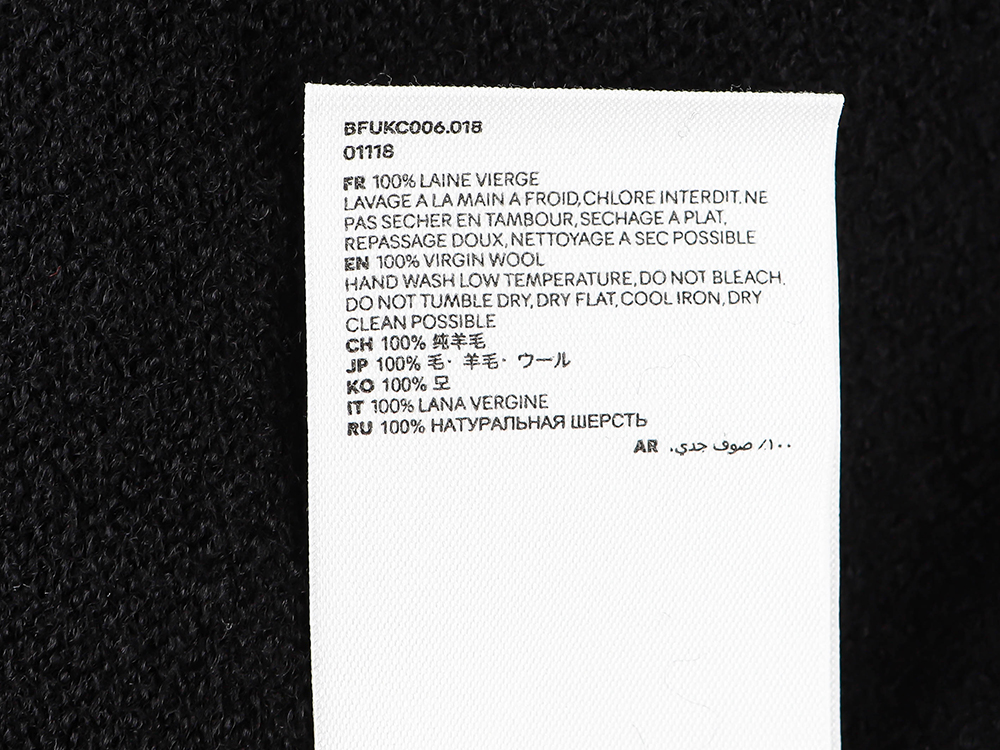 BFUKC006.018
01118
FR 100% LAINE VIERGE
LAVAGE A LA MAIN A FROID, CHLORE INTERDIT. NE
PAS SECHER EN TAMBOUR, SECHAGE A PLAT,
REPASSAGE DOUX, NETTOYAGE A SEC POSSIBLE
EN 100% VIRGIN WOOL
HAND WASH LOW TEMPERATURE, DO NOT BLEACH.
DO NOT TUMBLE DRY, DRY FLAT, COOL IRON, DRY
CLEAN POSSIBLE
CH 100% 纯羊毛
JP 100% 毛・羊毛・ウール
KO 100% 모
IT 100% LANA VERGINE
RU 100% НАТУРАЛЬНАЯ ШЕРСТЬ
AR ١٠٠٪ صوف جدي.